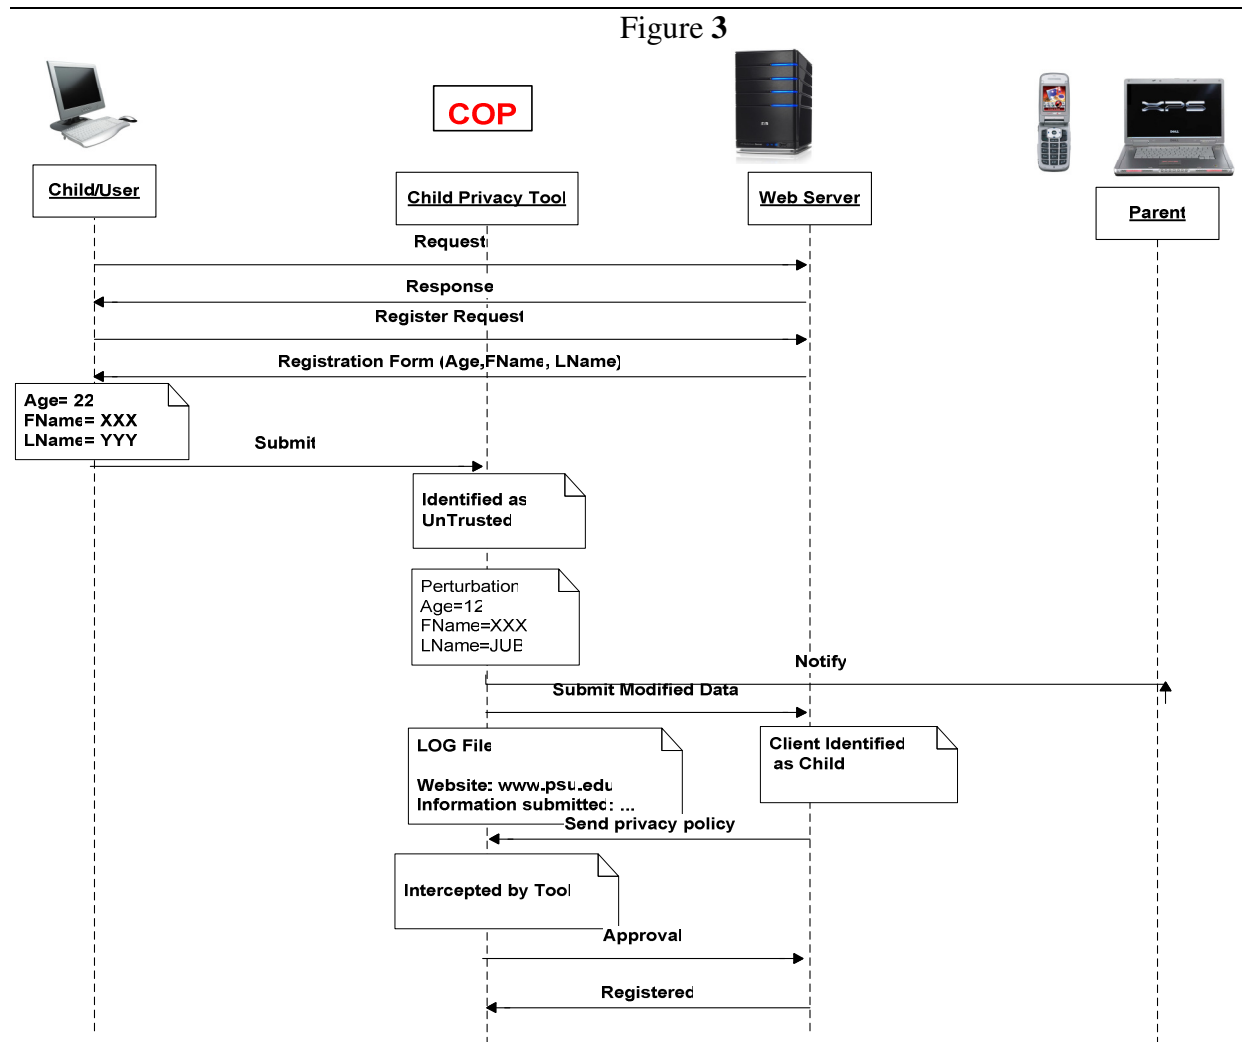 Figure 3
COP
XPS
DELL
Child/User
Child Privacy Tool
Web Server
Parent
Request
Response
Register Request
Registration Form (Age,FName, LName)
Age= 22
FName= XXX
LName= YYY
Submit
Identified as
UnTrusted
Perturbation
Age=12
FName=XXX
LName=JUB
Notify
Submit Modified Data
LOG File
Website: www.psu.edu
Information submitted: ...
Client Identified
as Child
Send privacy policy
Intercepted by Tool
Approval
Registered